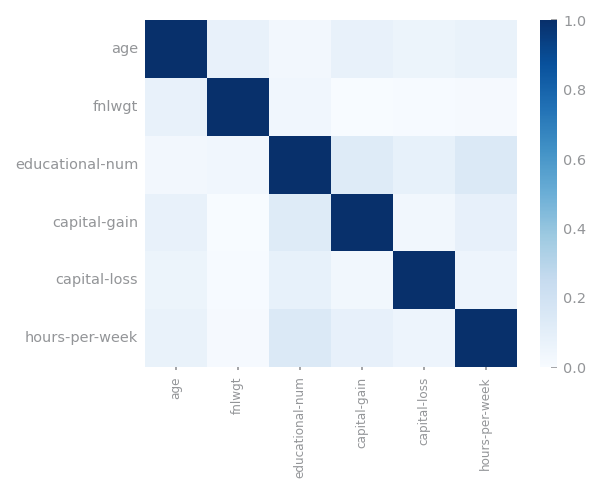 age
fnlwgt
educational-num
capital-gain
capital-loss
hours-per-week
age
fnlwgt
educational-num
capital-gain
capital-loss
hours-per-week
1.0
0.8
0.6
0.4
0.2
0.0